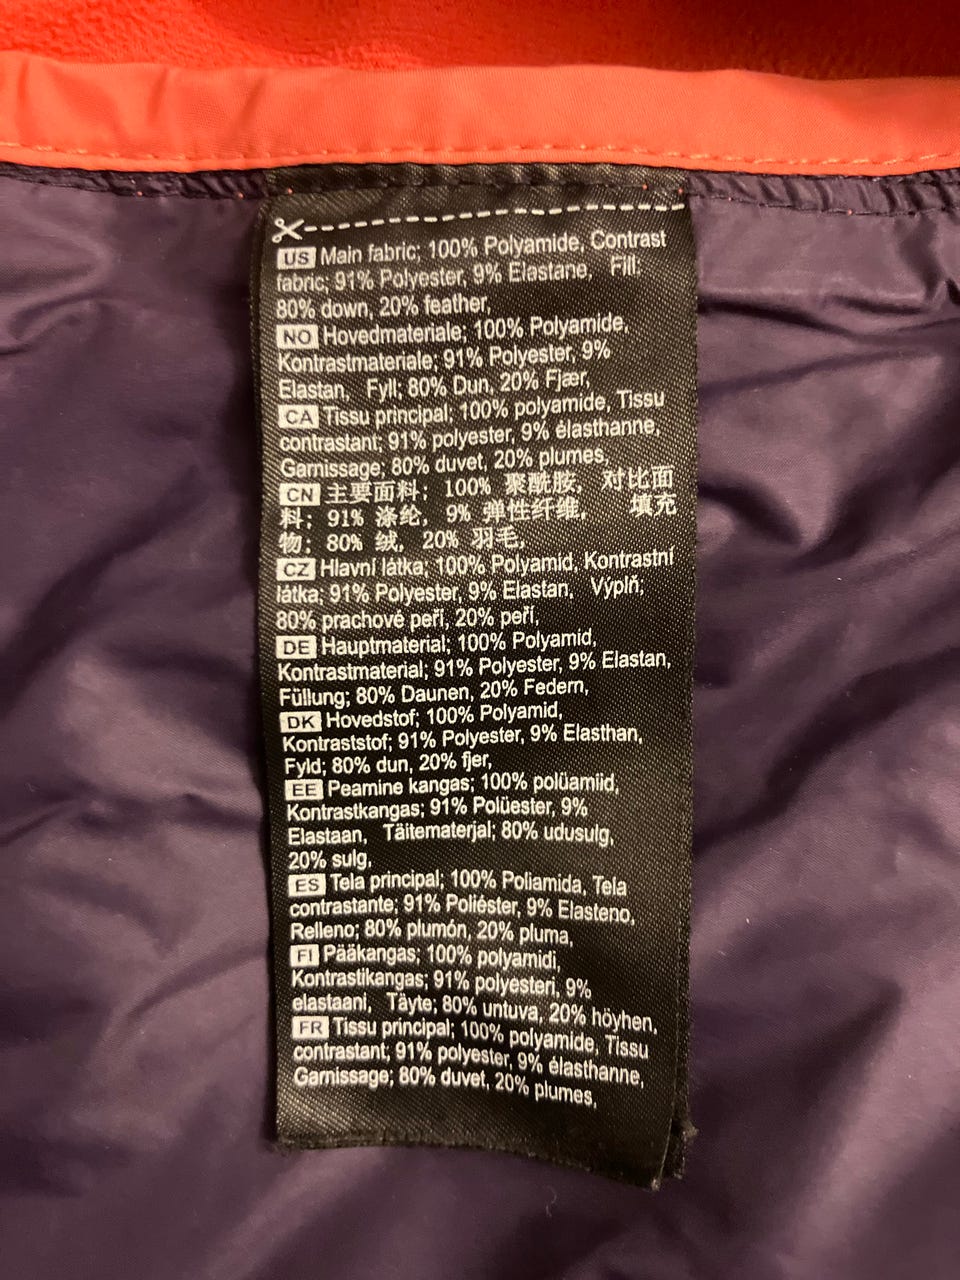 US Main fabric; 100% Polyamide, Contrast
fabric; 91% Polyester, 9% Elastane, Fill;
80% down, 20% feather,
NO Hovedmateriale; 100% Polyamide,
Kontrastmateriale; 91% Polyester, 9%
Elastan, Fyll; 80% Dun, 20% Fjær,
CA Tissu principal; 100% polyamide, Tissu
contrastant; 91% polyester, 9% élasthanne,
Garnissage; 80% duvet, 20% plumes,
CN 主要面料; 100% 聚酰胺, 对比面
料; 91% 涤纶, 9% 弹性纤维, 填充
物; 80% 绒, 20% 羽毛,
CZ Hlavní látka; 100% Polyamid, Kontrastní
látka; 91% Polyester, 9% Elastan, Výplň,
80% prachové peří, 20% peří,
DE Hauptmaterial; 100% Polyamid,
Kontrastmaterial; 91% Polyester, 9% Elastan,
Füllung; 80% Daunen, 20% Federn,
DK Hovedstof; 100% Polyamid,
Kontraststof; 91% Polyester, 9% Elasthan,
Fyld; 80% dun, 20% fjer,
EE Peamine kangas; 100% polüamiid,
Kontrastkangas; 91% Polüester, 9%
Elastaan, Täitematerjal; 80% udusulg,
20% sulg,
ES Tela principal; 100% Poliamida, Tela
contrastante; 91% Poliéster, 9% Elasteno,
Relleno; 80% plumón, 20% pluma,
FI Pääkangas; 100% polyamidi,
Kontrastikangas; 91% polyesteri, 9%
elastaani, Täyte; 80% untuva, 20% höyhen,
FR Tissu principal; 100% polyamide, Tissu
contrastant; 91% polyester, 9% élasthanne,
Garnissage; 80% duvet, 20% plumes,